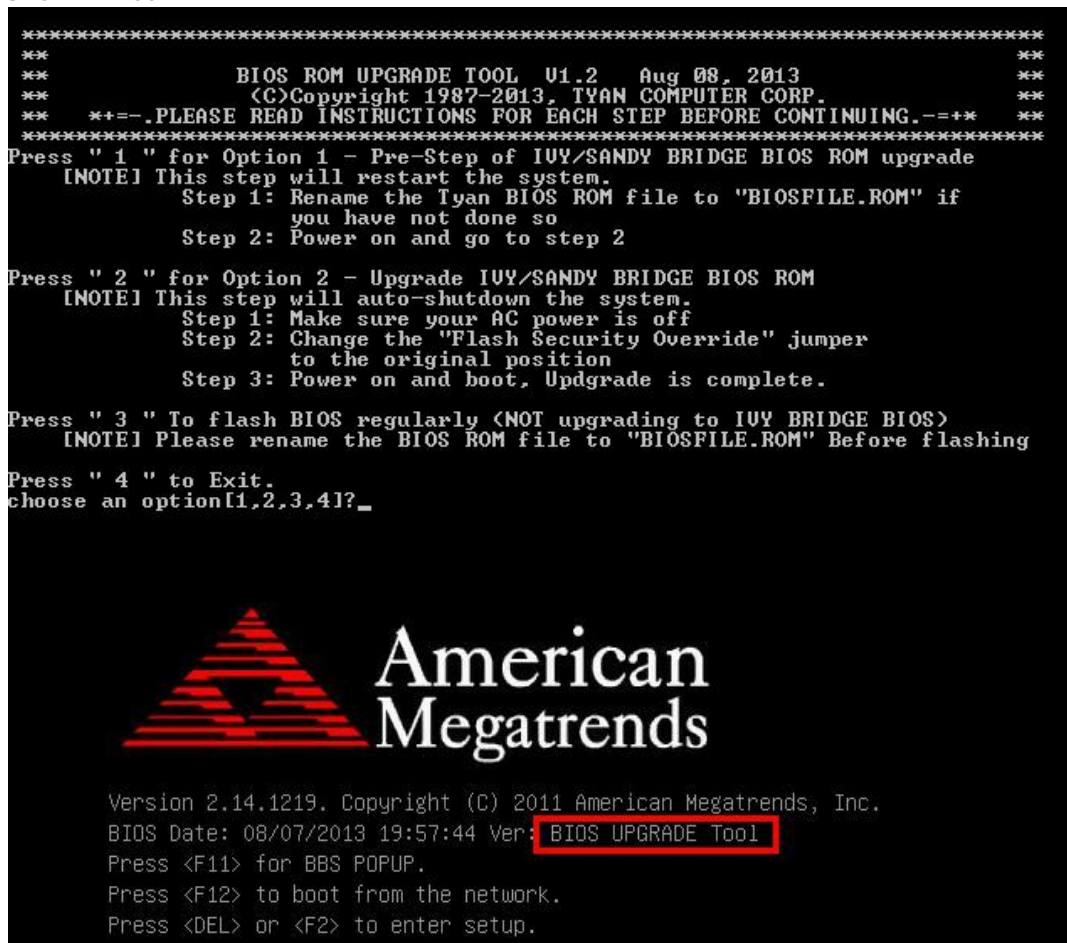 ******************************************************************************
** **
** BIOS ROM UPGRADE TOOL V1.2 Aug 08, 2013 **
** (C)Copyright 1987-2013, TYAN COMPUTER CORP. **
** *+=-.PLEASE READ INSTRUCTIONS FOR EACH STEP BEFORE CONTINUING.-=+* **
******************************************************************************
Press " 1 " for Option 1 - Pre-Step of IVY/SANDY BRIDGE BIOS ROM upgrade
[NOTE] This step will restart the system.
Step 1: Rename the Tyan BIOS ROM file to "BIOSFILE.ROM" if
you have not done so
Step 2: Power on and go to step 2
Press " 2 " for Option 2 - Upgrade IVY/SANDY BRIDGE BIOS ROM
[NOTE] This step will auto-shutdown the system.
Step 1: Make sure your AC power is off
Step 2: Change the "Flash Security Override" jumper
to the original position
Step 3: Power on and boot, Updgrade is complete.
Press " 3 " To flash BIOS regularly (NOT upgrading to IVY BRIDGE BIOS)
[NOTE] Please rename the BIOS ROM file to "BIOSFILE.ROM" Before flashing
Press " 4 " to Exit.
choose an option[1,2,3,4]?_
American
Megatrends
Version 2.14.1219. Copyright (C) 2011 American Megatrends, Inc.
BIOS Date: 08/07/2013 19:57:44 Ver: BIOS UPGRADE Tool
Press <F11> for BBS POPUP.
Press <F12> to boot from the network.
Press <DEL> or <F2> to enter setup.